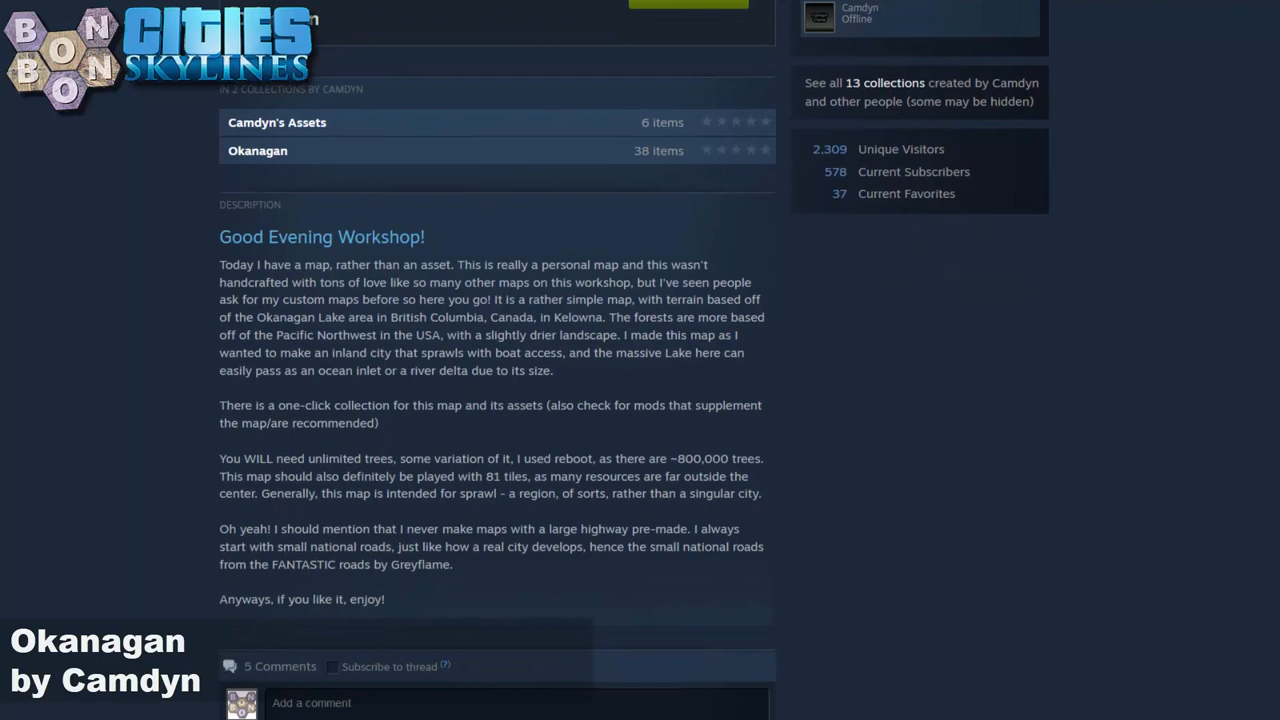 BON
BON
CITIES
SKYLINES
Camdyn
Offline
IN 2 COLLECTIONS BY CAMDYN
Camdyn's Assets 6 items
Okanagan 38 items
See all 13 collections created by Camdyn
and other people (some may be hidden)
2,309 Unique Visitors
578 Current Subscribers
37 Current Favorites
DESCRIPTION
Good Evening Workshop!
Today I have a map, rather than an asset. This is really a personal map and this wasn't
handcrafted with tons of love like so many other maps on this workshop, but I've seen people
ask for my custom maps before so here you go! It is a rather simple map, with terrain based off
of the Okanagan Lake area in British Columbia, Canada, in Kelowna. The forests are more based
off of the Pacific Northwest in the USA, with a slightly drier landscape. I made this map as I
wanted to make an inland city that sprawls with boat access, and the massive Lake here can
easily pass as an ocean inlet or a river delta due to its size.
There is a one-click collection for this map and its assets (also check for mods that supplement
the map/are recommended)
You WILL need unlimited trees, some variation of it, I used reboot, as there are ~800,000 trees.
This map should also definitely be played with 81 tiles, as many resources are far outside the
center. Generally, this map is intended for sprawl - a region, of sorts, rather than a singular city.
Oh yeah! I should mention that I never make maps with a large highway pre-made. I always
start with small national roads, just like how a real city develops, hence the small national roads
from the FANTASTIC roads by Greyflame.
Anyways, if you like it, enjoy!
5 Comments Subscribe to thread (?)
Add a comment
Okanagan
by Camdyn